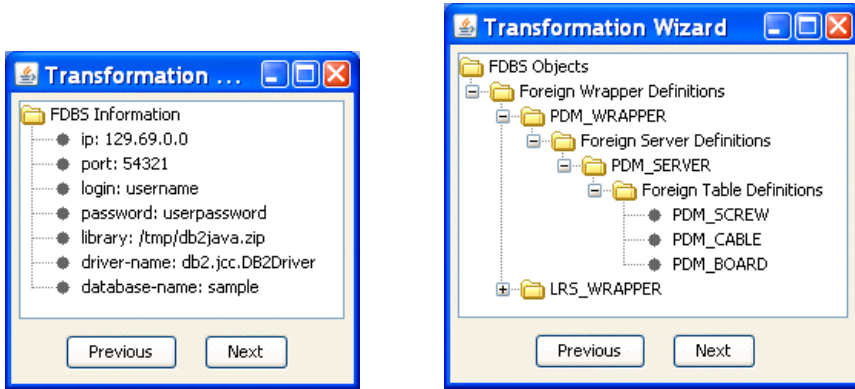 Transformation ...
FDBS Information
ip: 129.69.0.0
port: 54321
login: username
password: userpassword
library: /tmp/db2java.zip
driver-name: db2.jcc.DB2Driver
database-name: sample
Previous Next
Transformation Wizard
FDBS Objects
Foreign Wrapper Definitions
PDM_WRAPPER
Foreign Server Definitions
PDM_SERVER
Foreign Table Definitions
PDM_SCREW
PDM_CABLE
PDM_BOARD
LRS_WRAPPER
Previous Next